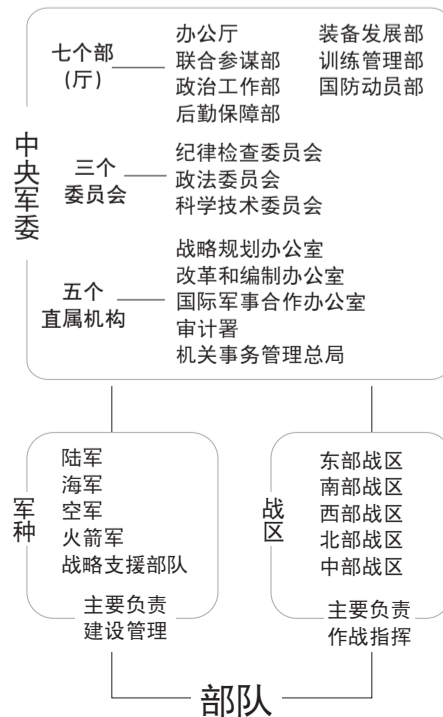 中央军委
七个部
(厅)
办公厅
联合参谋部
政治工作部
后勤保障部
装备发展部
训练管理部
国防动员部
三个
委员会
纪律检查委员会
政法委员会
科学技术委员会
五个
直属机构
战略规划办公室
改革和编制办公室
国际军事合作办公室
审计署
机关事务管理总局
军种
陆军
海军
空军
火箭军
战略支援部队
主要负责
建设管理
战区
东部战区
南部战区
西部战区
北部战区
中部战区
主要负责
作战指挥
部队